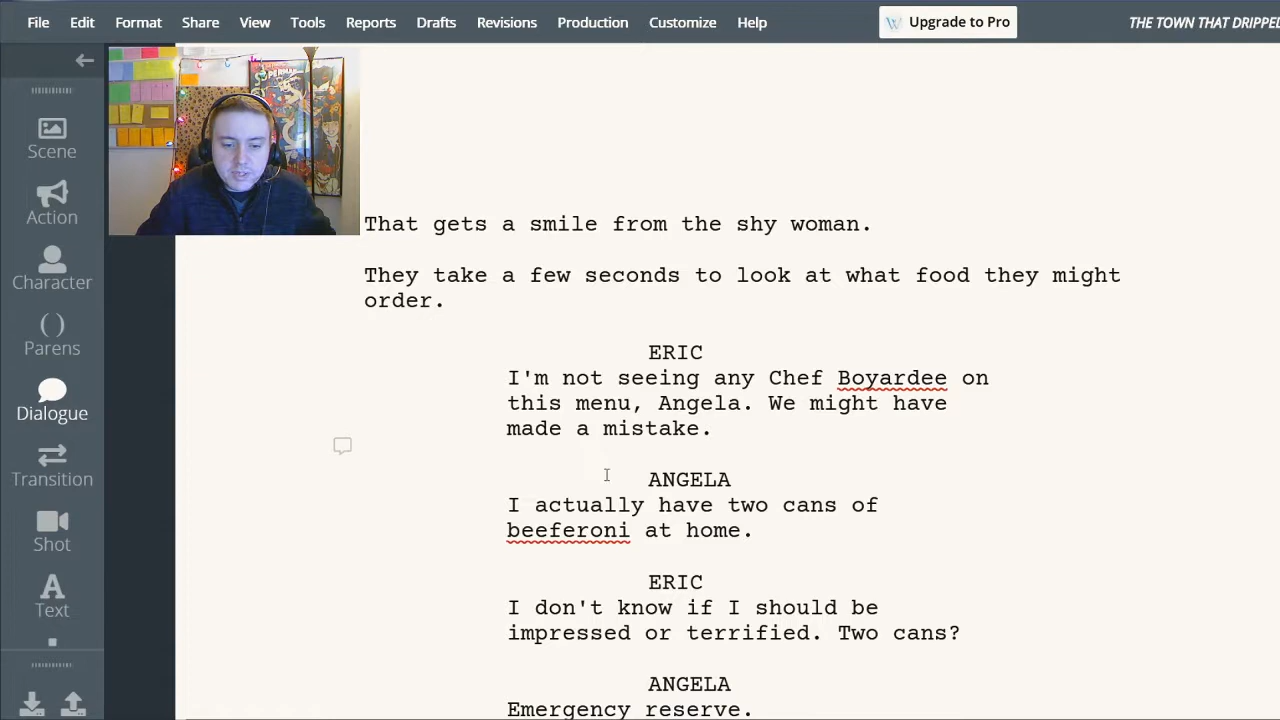 File Edit Format Share View Tools Reports Drafts Revisions Production Customize Help
Upgrade to Pro
THE TOWN THAT DRIPPED
Scene
Action
Character
Parens
Dialogue
Transition
Shot
Text
That gets a smile from the shy woman.
They take a few seconds to look at what food they might
order.
ERIC
I'm not seeing any Chef Boyardee on
this menu, Angela. We might have
made a mistake.
ANGELA
I actually have two cans of
beeferoni at home.
ERIC
I don't know if I should be
impressed or terrified. Two cans?
ANGELA
Emergency reserve.